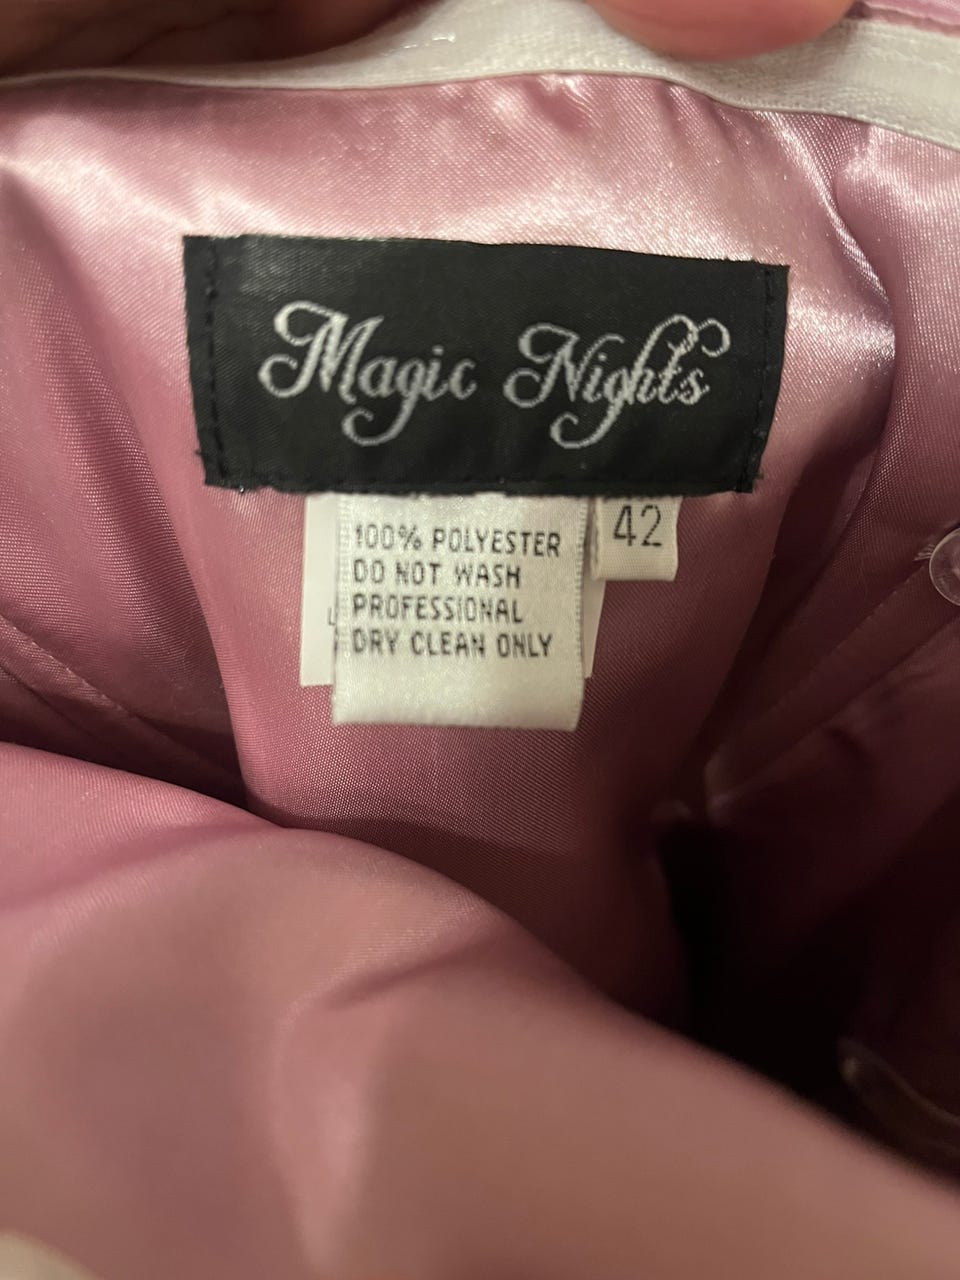 Magic Nights
42
100% POLYESTER
DO NOT WASH
PROFESSIONAL
DRY CLEAN ONLY